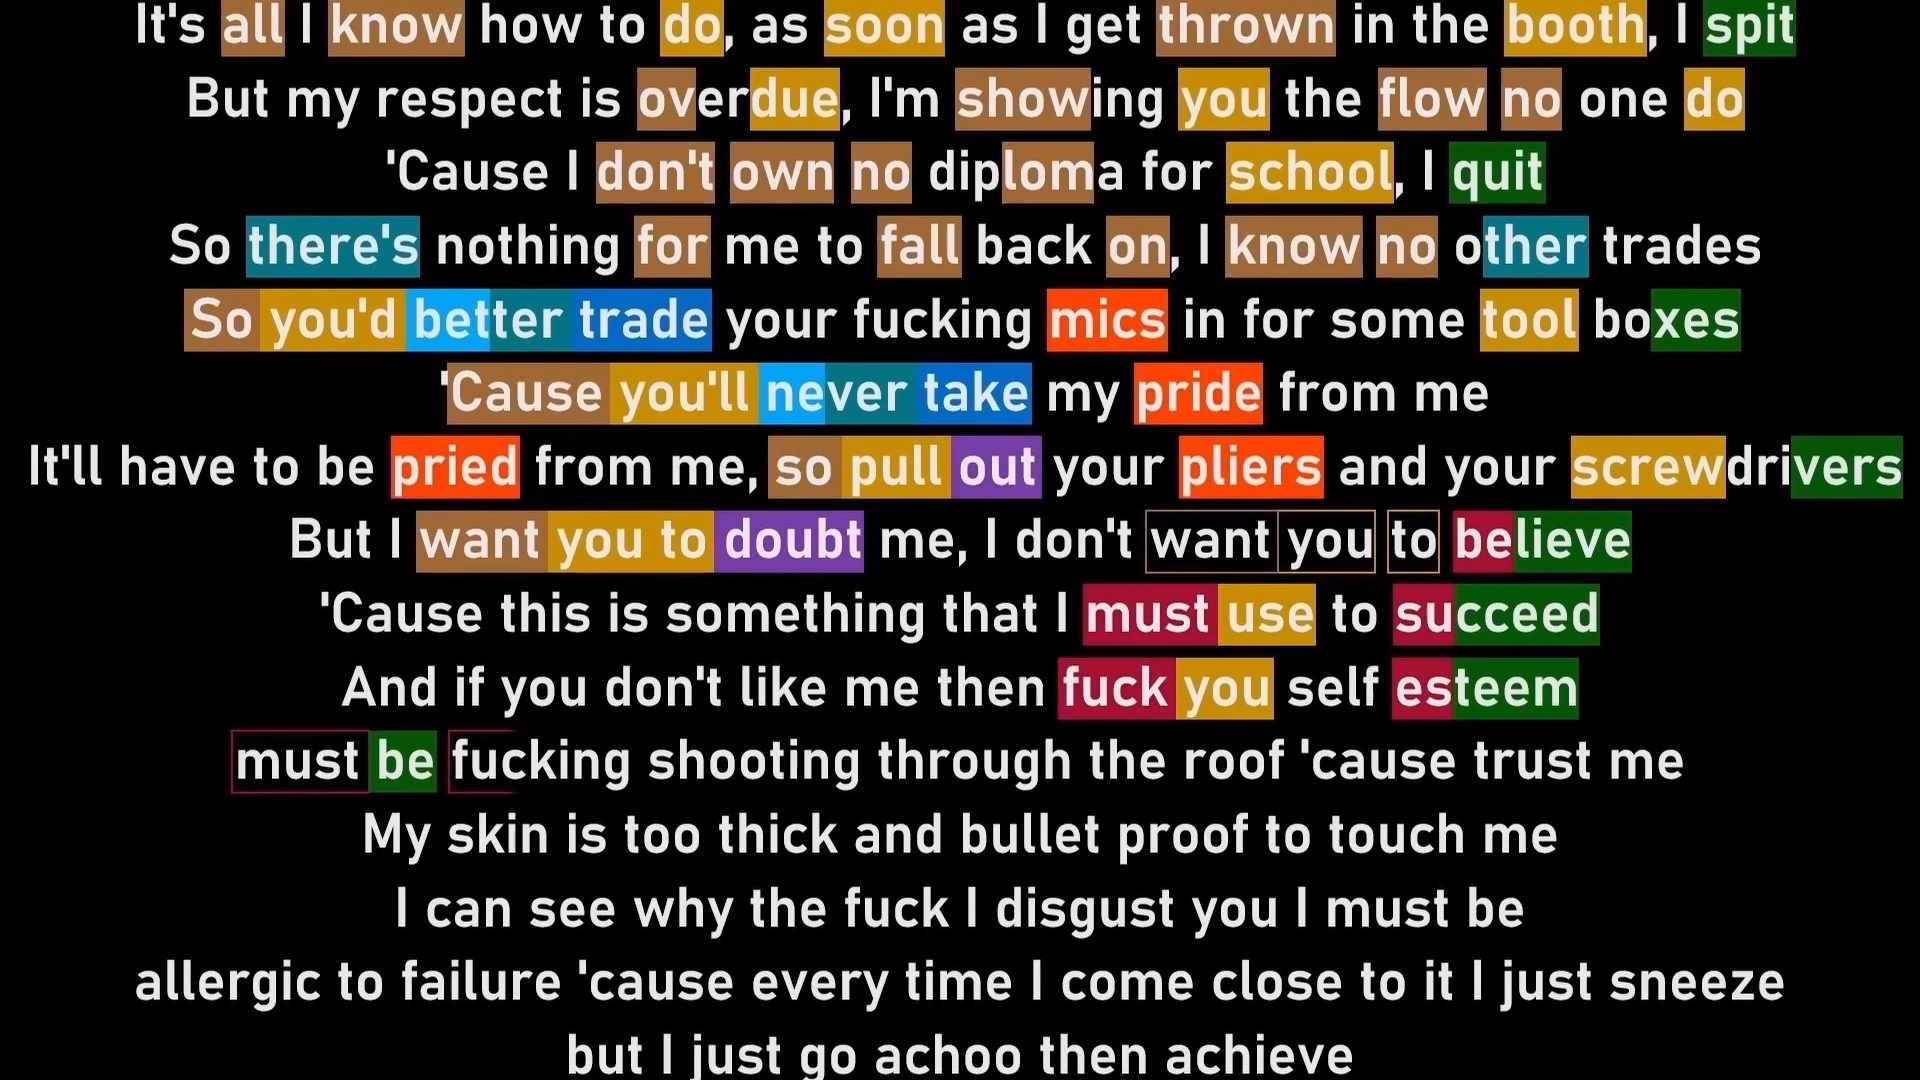 It's all I know how to do, as soon as I get thrown in the booth, I spit
But my respect is overdue, I'm showing you the flow no one do
'Cause I don't own no diploma for school, I quit
So there's nothing for me to fall back on, I know no other trades
So you'd better trade your fucking mics in for some tool boxes
'Cause you'll never take my pride from me
It'll have to be pried from me, so pull out your pliers and your screwdrivers
But I want you to doubt me, I don't want you to believe
'Cause this is something that I must use to succeed
And if you don't like me then fuck you self esteem
must be fucking shooting through the roof 'cause trust me
My skin is too thick and bullet proof to touch me
I can see why the fuck I disgust you I must be
allergic to failure 'cause every time I come close to it I just sneeze
but I just go achoo then achieve